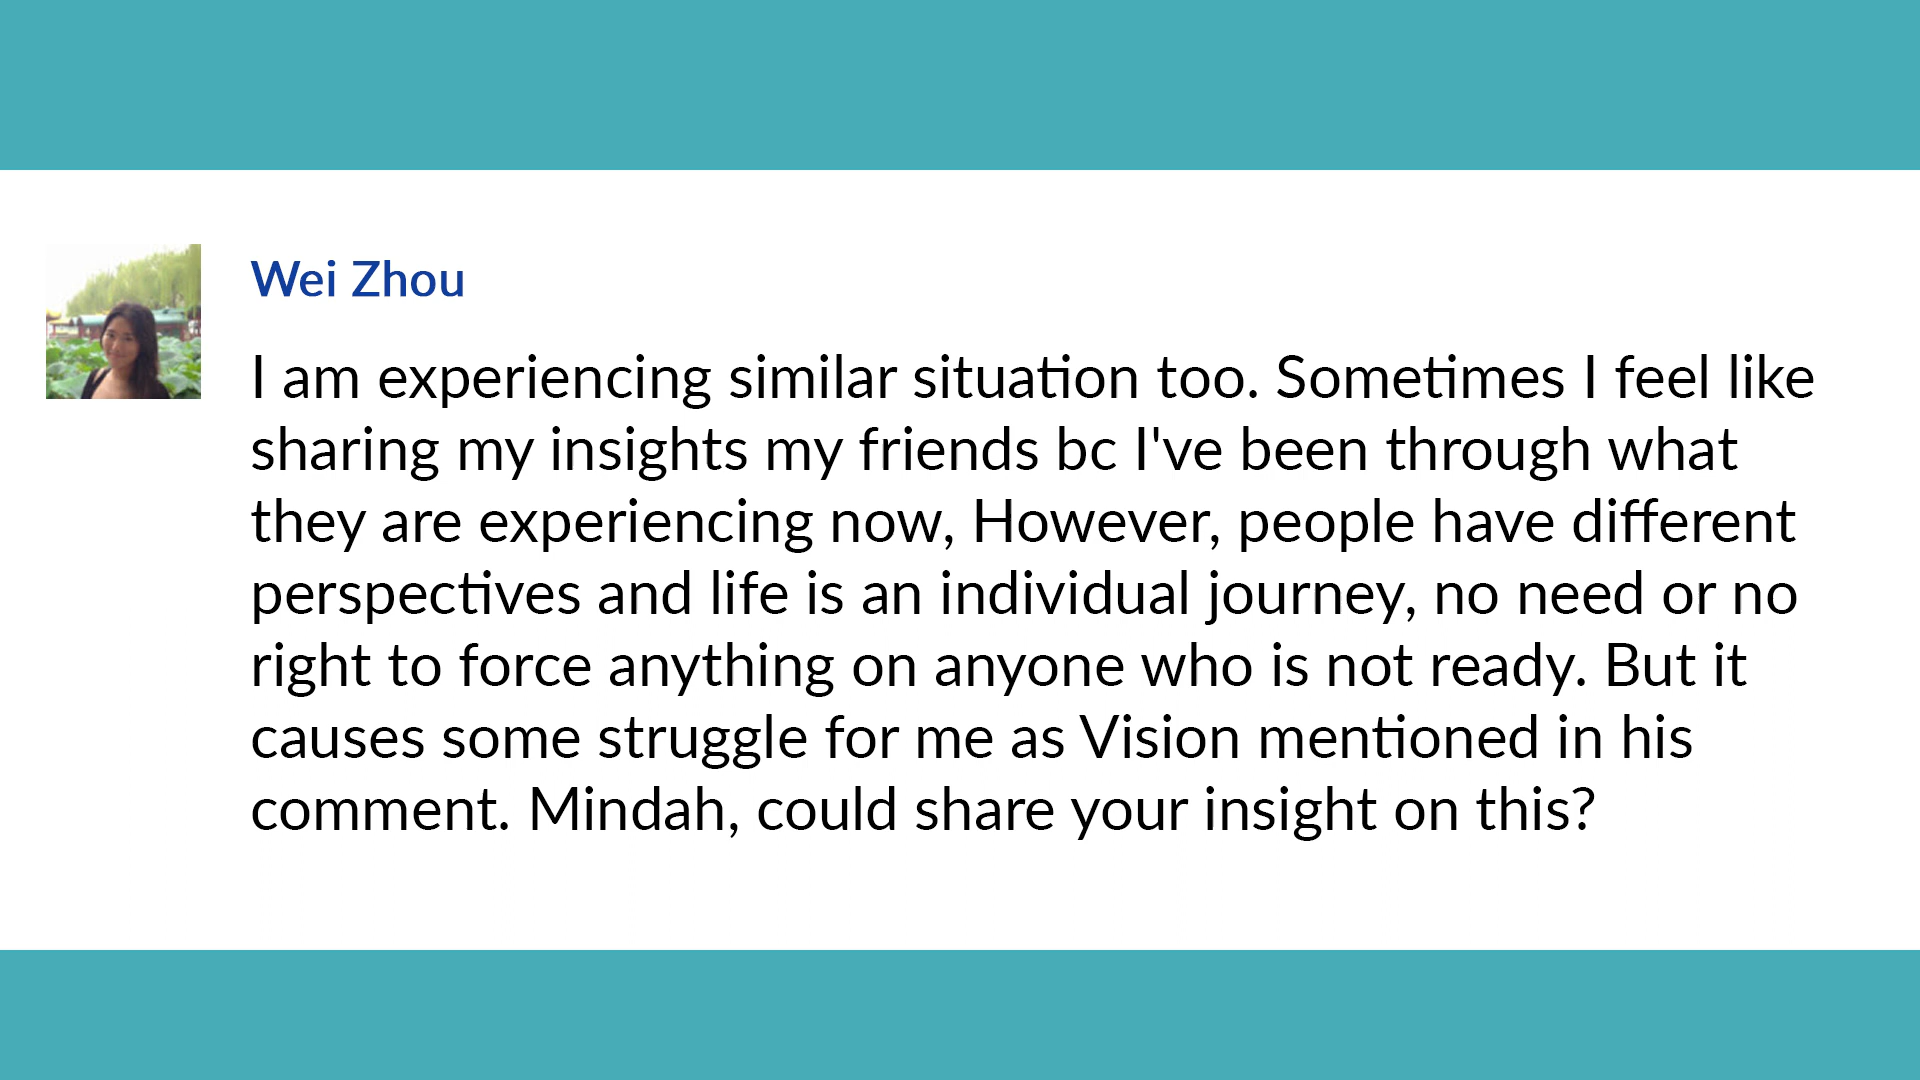 Wei Zhou
I am experiencing similar situation too. Sometimes I feel like
sharing my insights my friends bc I've been through what
they are experiencing now, However, people have different
perspectives and life is an individual journey, no need or no
right to force anything on anyone who is not ready. But it
causes some struggle for me as Vision mentioned in his
comment. Mindah, could share your insight on this?